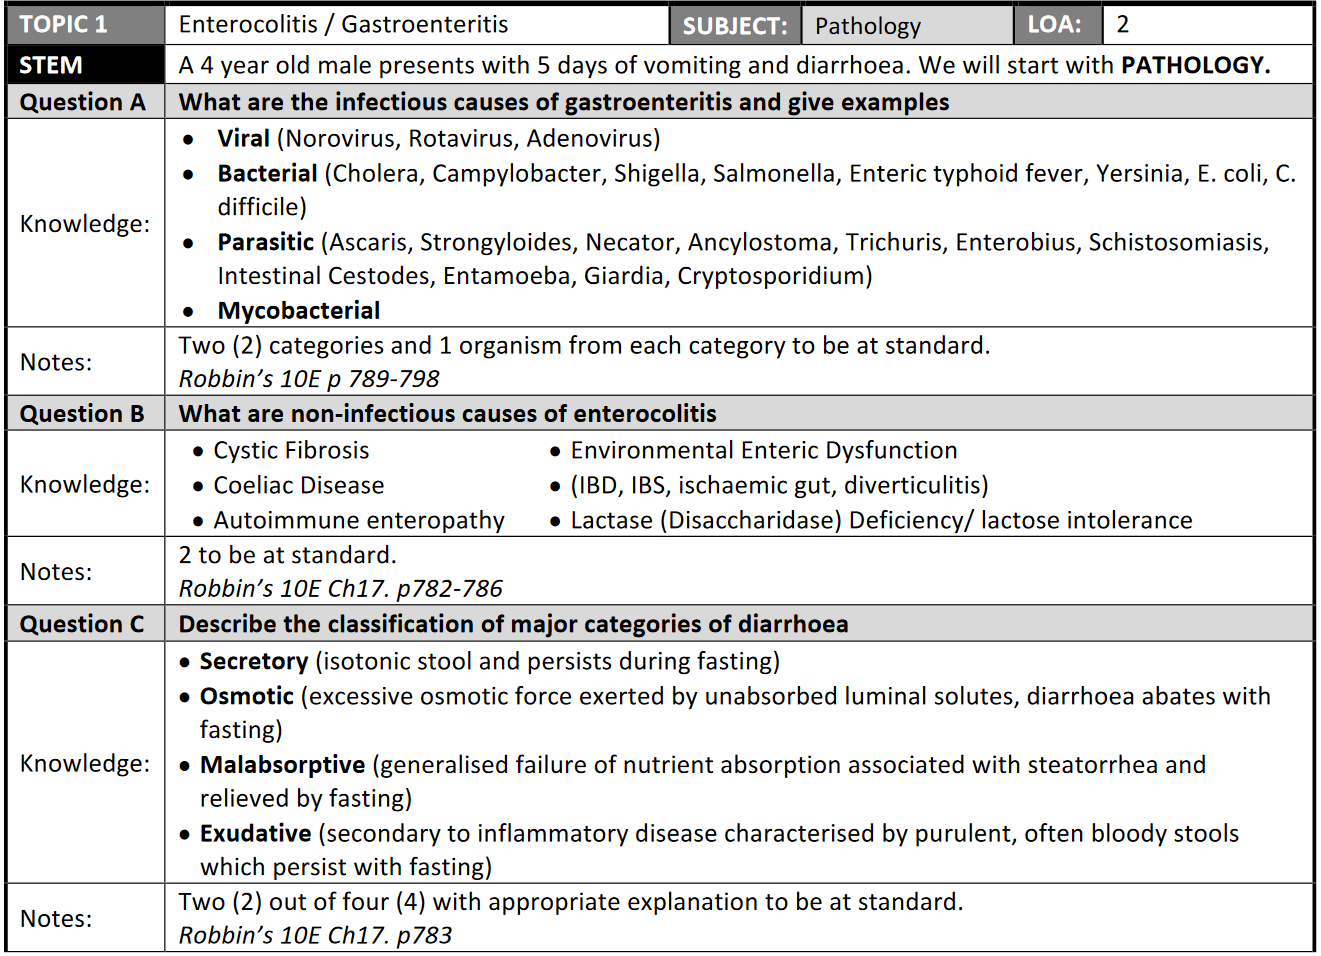 TOPIC 1 Enterocolitis / Gastroenteritis SUBJECT: Pathology LOA: 2
STEM A 4 year old male presents with 5 days of vomiting and diarrhoea. We will start with PATHOLOGY.
Question A What are the infectious causes of gastroenteritis and give examples
Knowledge:
• Viral (Norovirus, Rotavirus, Adenovirus)
• Bacterial (Cholera, Campylobacter, Shigella, Salmonella, Enteric typhoid fever, Yersinia, E. coli, C.
difficile)
• Parasitic (Ascaris, Strongyloides, Necator, Ancylostoma, Trichuris, Enterobius, Schistosomiasis,
Intestinal Cestodes, Entamoeba, Giardia, Cryptosporidium)
• Mycobacterial
Notes:
Two (2) categories and 1 organism from each category to be at standard.
Robbin's 10E p 789-798
Question B What are non-infectious causes of enterocolitis
Knowledge:
• Cystic Fibrosis • Environmental Enteric Dysfunction
• Coeliac Disease • (IBD, IBS, ischaemic gut, diverticulitis)
• Autoimmune enteropathy • Lactase (Disaccharidase) Deficiency/ lactose intolerance
Notes:
2 to be at standard.
Robbin's 10E Ch17. p782-786
Question C Describe the classification of major categories of diarrhoea
Knowledge:
• Secretory (isotonic stool and persists during fasting)
• Osmotic (excessive osmotic force exerted by unabsorbed luminal solutes, diarrhoea abates with
fasting)
• Malabsorptive (generalised failure of nutrient absorption associated with steatorrhea and
relieved by fasting)
• Exudative (secondary to inflammatory disease characterised by purulent, often bloody stools
which persist with fasting)
Notes:
Two (2) out of four (4) with appropriate explanation to be at standard.
Robbin's 10E Ch17. p783